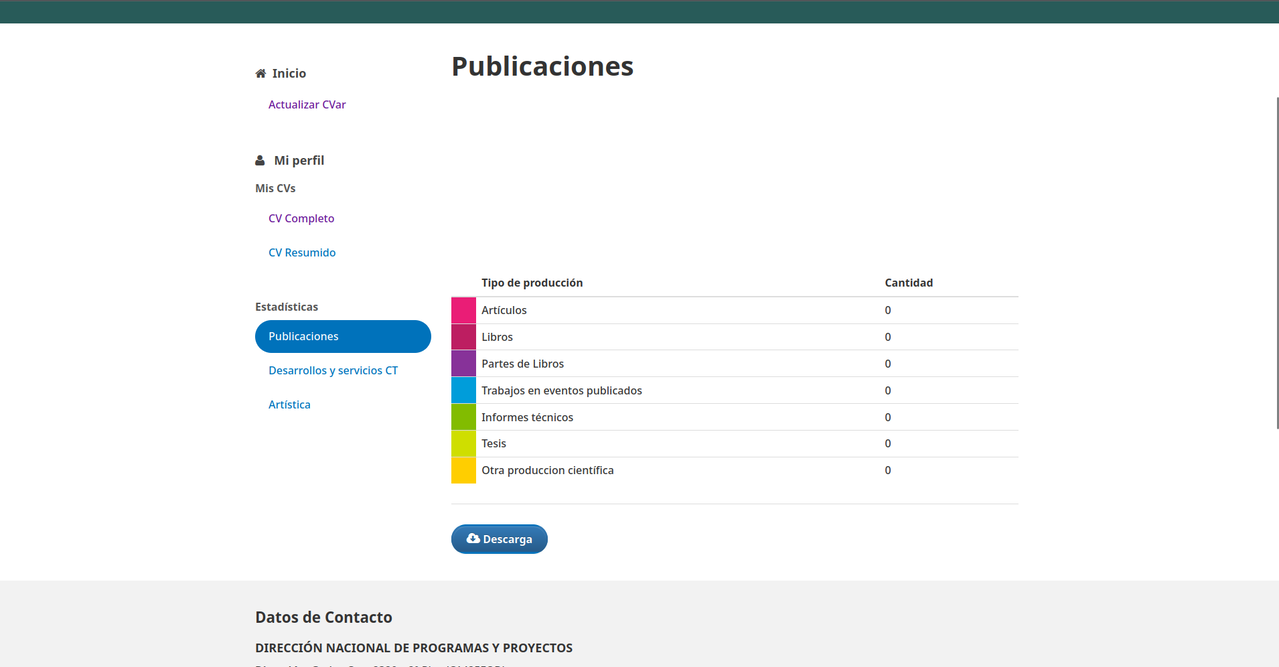 Inicio
Actualizar CVar
Mi perfil
Mis CVs
CV Completo
CV Resumido
Estadísticas
Publicaciones
Desarrollos y servicios CT
Artística
Publicaciones
Tipo de producción Cantidad
Artículos 0
Libros 0
Partes de Libros 0
Trabajos en eventos publicados 0
Informes técnicos 0
Tesis 0
Otra produccion científica 0
Descarga
Datos de Contacto
DIRECCIÓN NACIONAL DE PROGRAMAS Y PROYECTOS